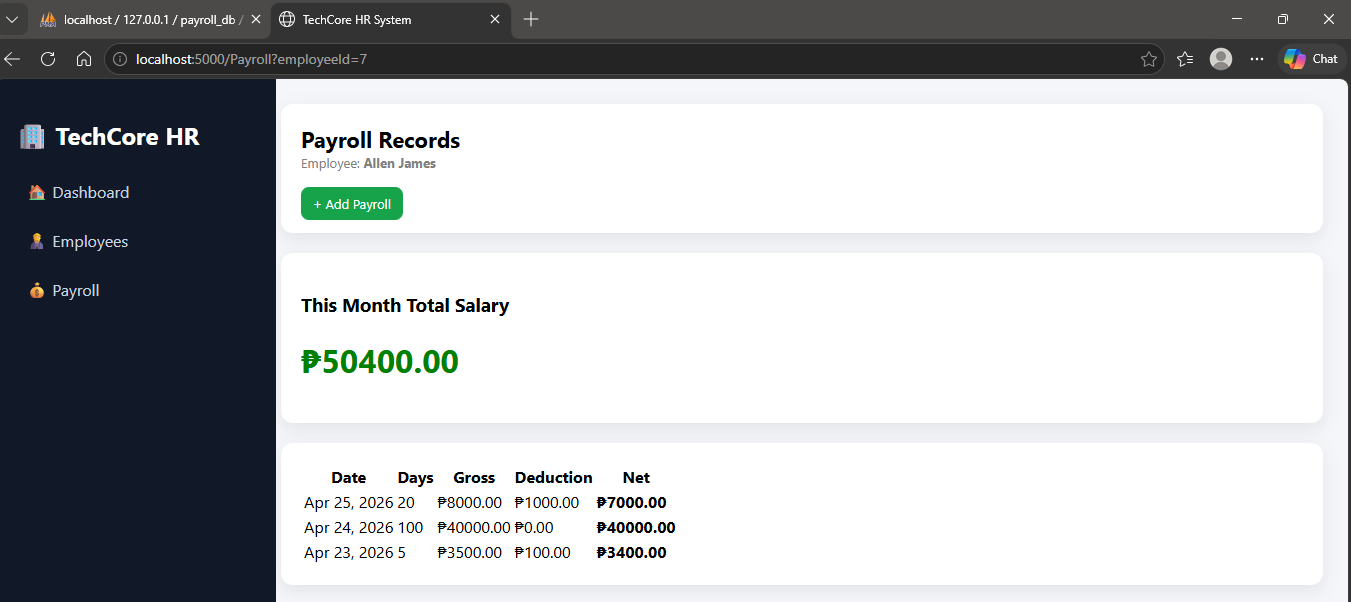 localhost / 127.0.0.1 / payroll_db /
TechCore HR System
localhost:5000/Payroll?employeeId=7
Chat
TechCore HR
Dashboard
Employees
Payroll
Payroll Records
Employee: Allen James
+ Add Payroll
This Month Total Salary
₱50400.00
Date Days Gross Deduction Net
Apr 25, 2026 20 ₱8000.00 ₱1000.00 ₱7000.00
Apr 24, 2026 100 ₱40000.00 ₱0.00 ₱40000.00
Apr 23, 2026 5 ₱3500.00 ₱100.00 ₱3400.00